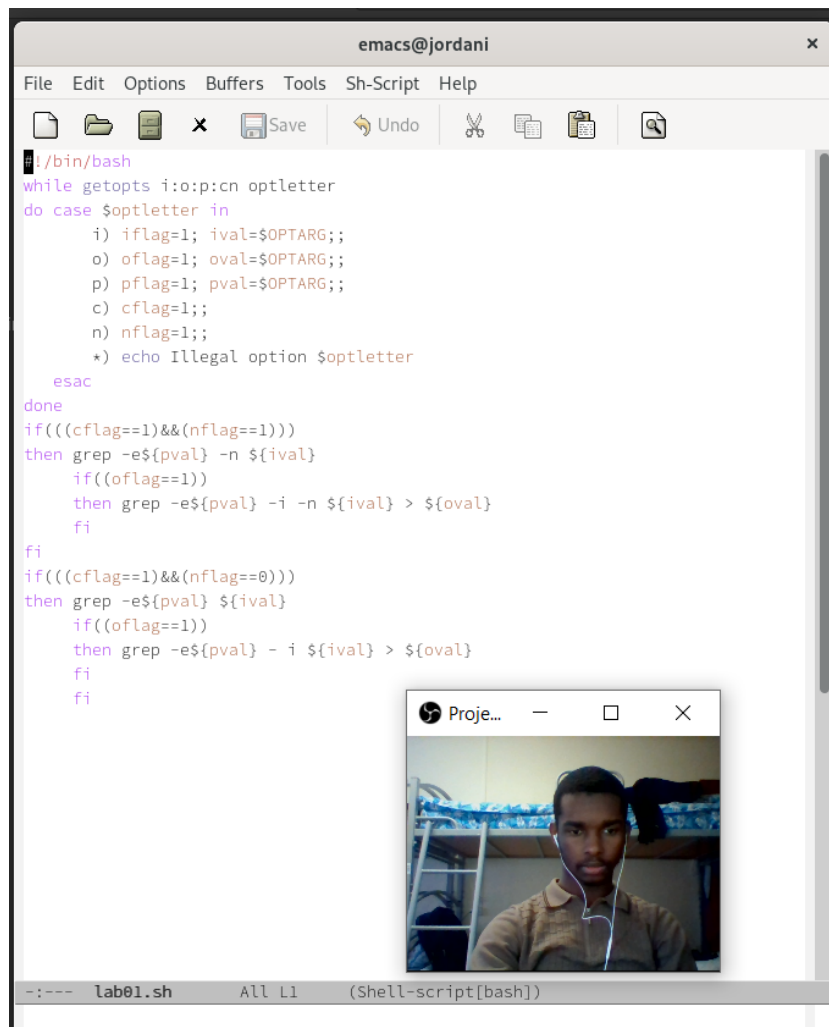 emacs@jordani ×
File Edit Options Buffers Tools Sh-Script Help
Save Undo
#!/bin/bash
while getopts i:o:p:cn optletter
do case $optletter in
       i) iflag=1; ival=$OPTARG;;
       o) oflag=1; oval=$OPTARG;;
       p) pflag=1; pval=$OPTARG;;
       c) cflag=1;;
       n) nflag=1;;
       *) echo Illegal option $optletter
   esac
done
if(((cflag==1)&&(nflag==1)))
then grep -e${pval} -n ${ival}
     if((oflag==1))
     then grep -e${pval} -i -n ${ival} > ${oval}
     fi
fi
if(((cflag==1)&&(nflag==0)))
then grep -e${pval} ${ival}
     if((oflag==1))
     then grep -e${pval} - i ${ival} > ${oval}
     fi
     fi
Proje...
-:--- lab01.sh All L1 (Shell-script[bash])